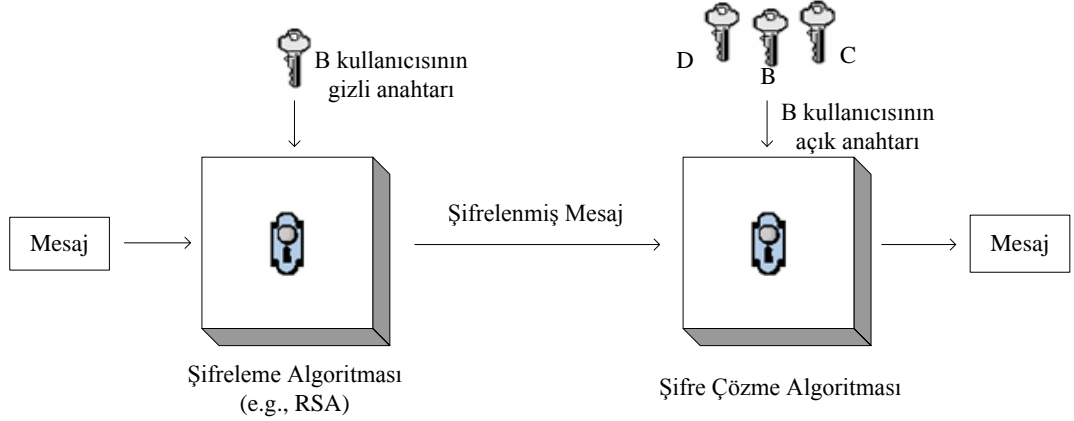 B kullanıcısının
gizli anahtarı
D
B
C
B kullanıcısının
açık anahtarı
Mesaj
Şifrelenmiş Mesaj
Mesaj
Şifreleme Algoritması
(e.g., RSA)
Şifre Çözme Algoritması